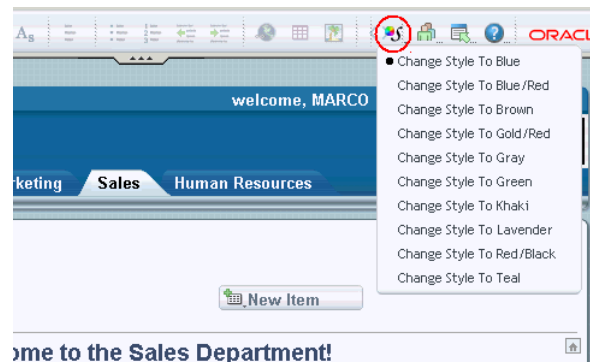 As
ORACL
Change Style To Blue
welcome, MARCO
Change Style To Blue/Red
Change Style To Brown
Change Style To Gold/Red
Change Style To Gray
rketing Sales Human Resources
Change Style To Green
Change Style To Khaki
Change Style To Lavender
Change Style To Red/Black
Change Style To Teal
New Item
ome to the Sales Department!